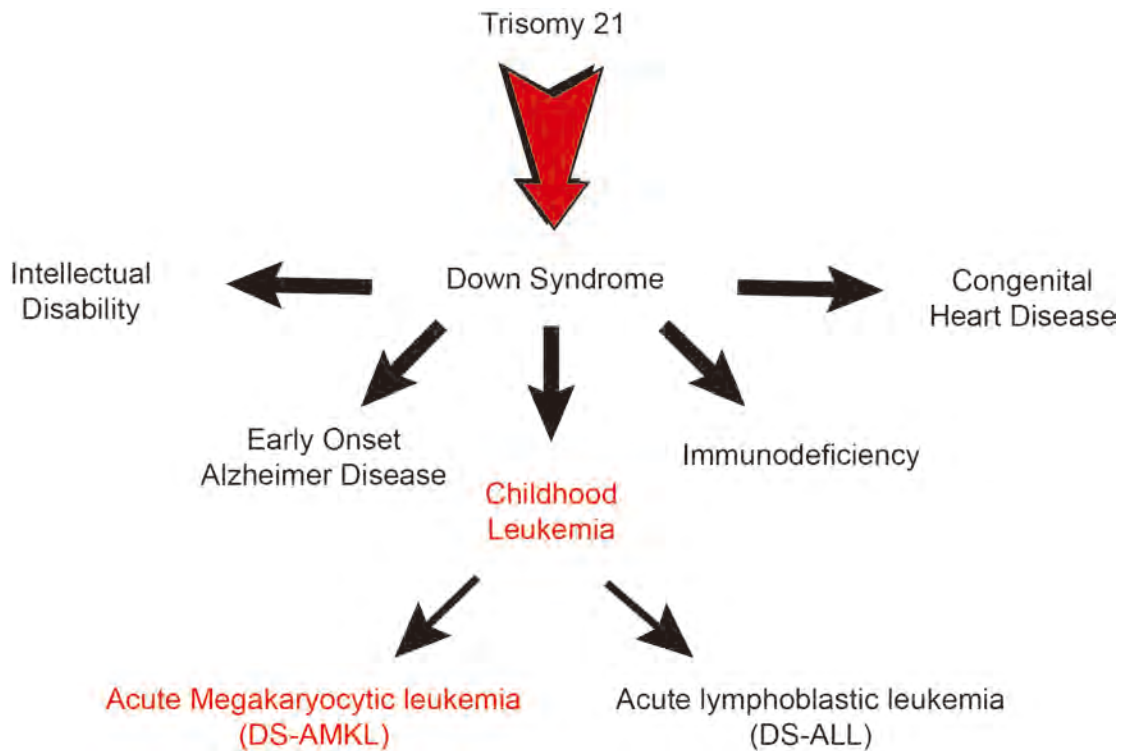 Trisomy 21
Intellectual
Disability
Down Syndrome
Congenital
Heart Disease
Early Onset
Alzheimer Disease
Immunodeficiency
Childhood
Leukemia
Acute Megakaryocytic leukemia
(DS-AMKL)
Acute lymphoblastic leukemia
(DS-ALL)